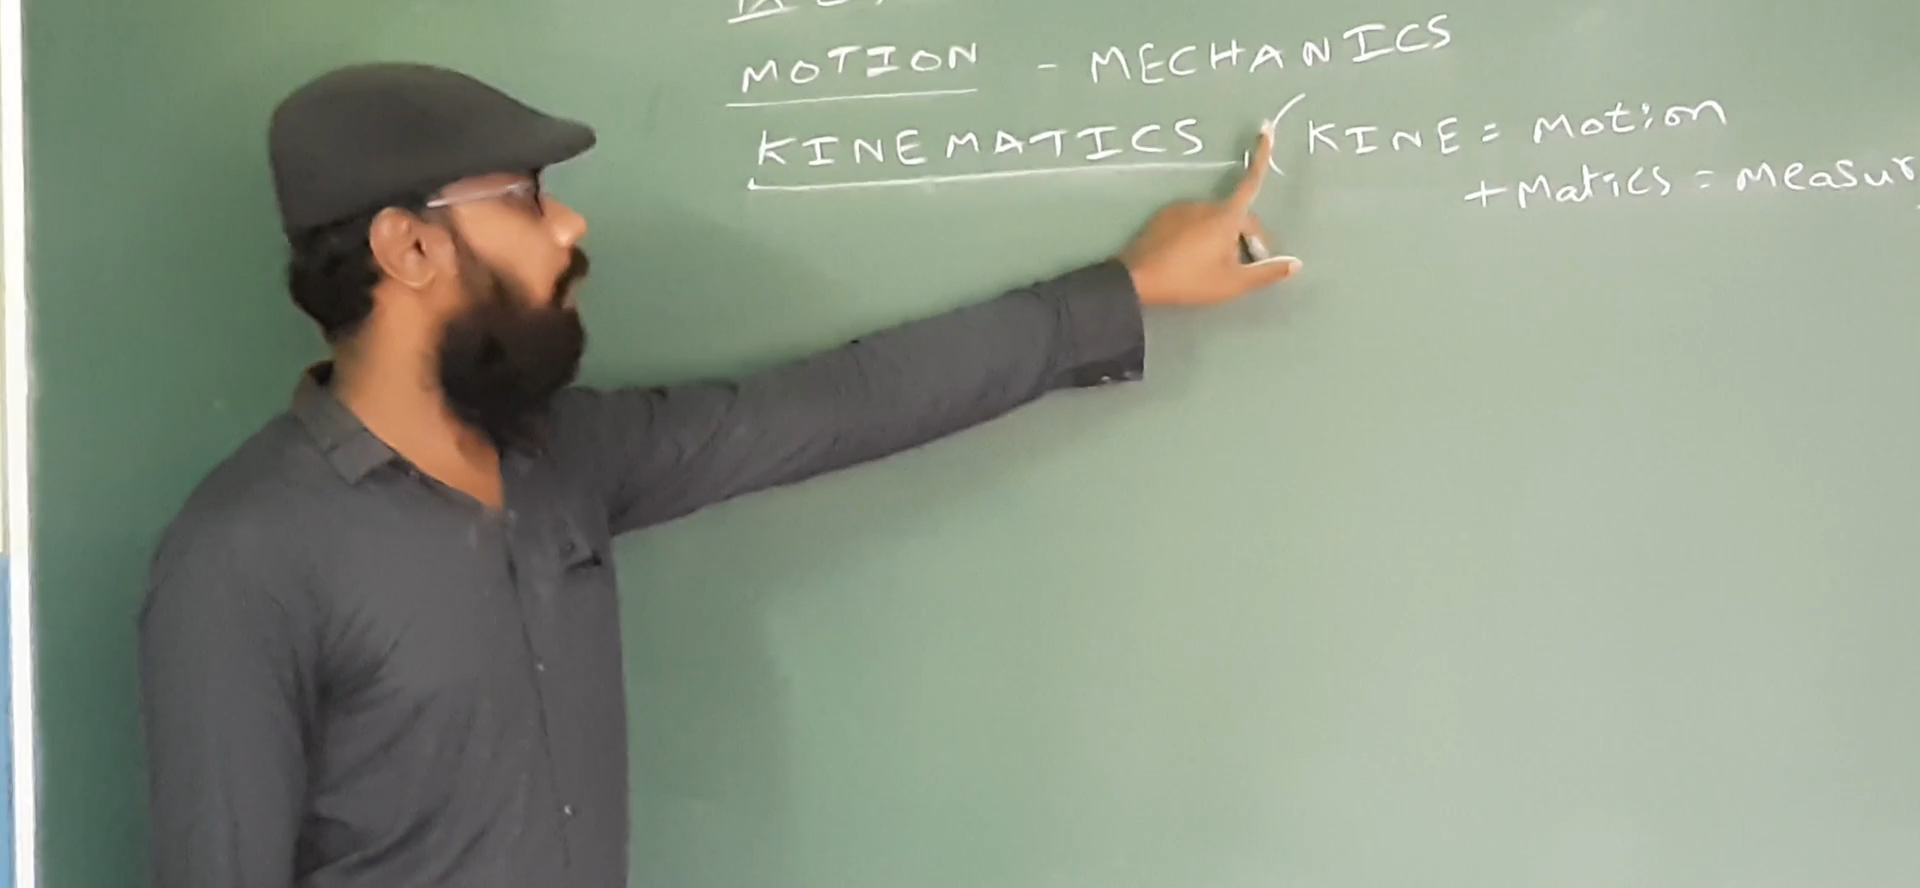 MOTION - MECHANICS
KINEMATICS (KINE = Motion
+ Matics = measur